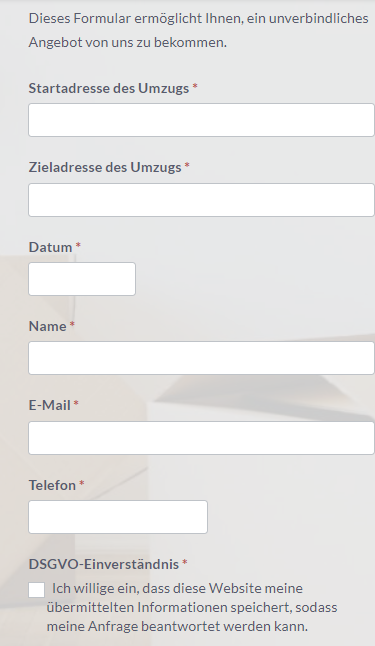 Dieses Formular ermöglicht Ihnen, ein unverbindliches
Angebot von uns zu bekommen.
Startadresse des Umzugs *
Zieladresse des Umzugs *
Datum *
Name *
E-Mail *
Telefon *
DSGVO-Einverständnis *
Ich willige ein, dass diese Website meine
übermittelten Informationen speichert, sodass
meine Anfrage beantwortet werden kann.